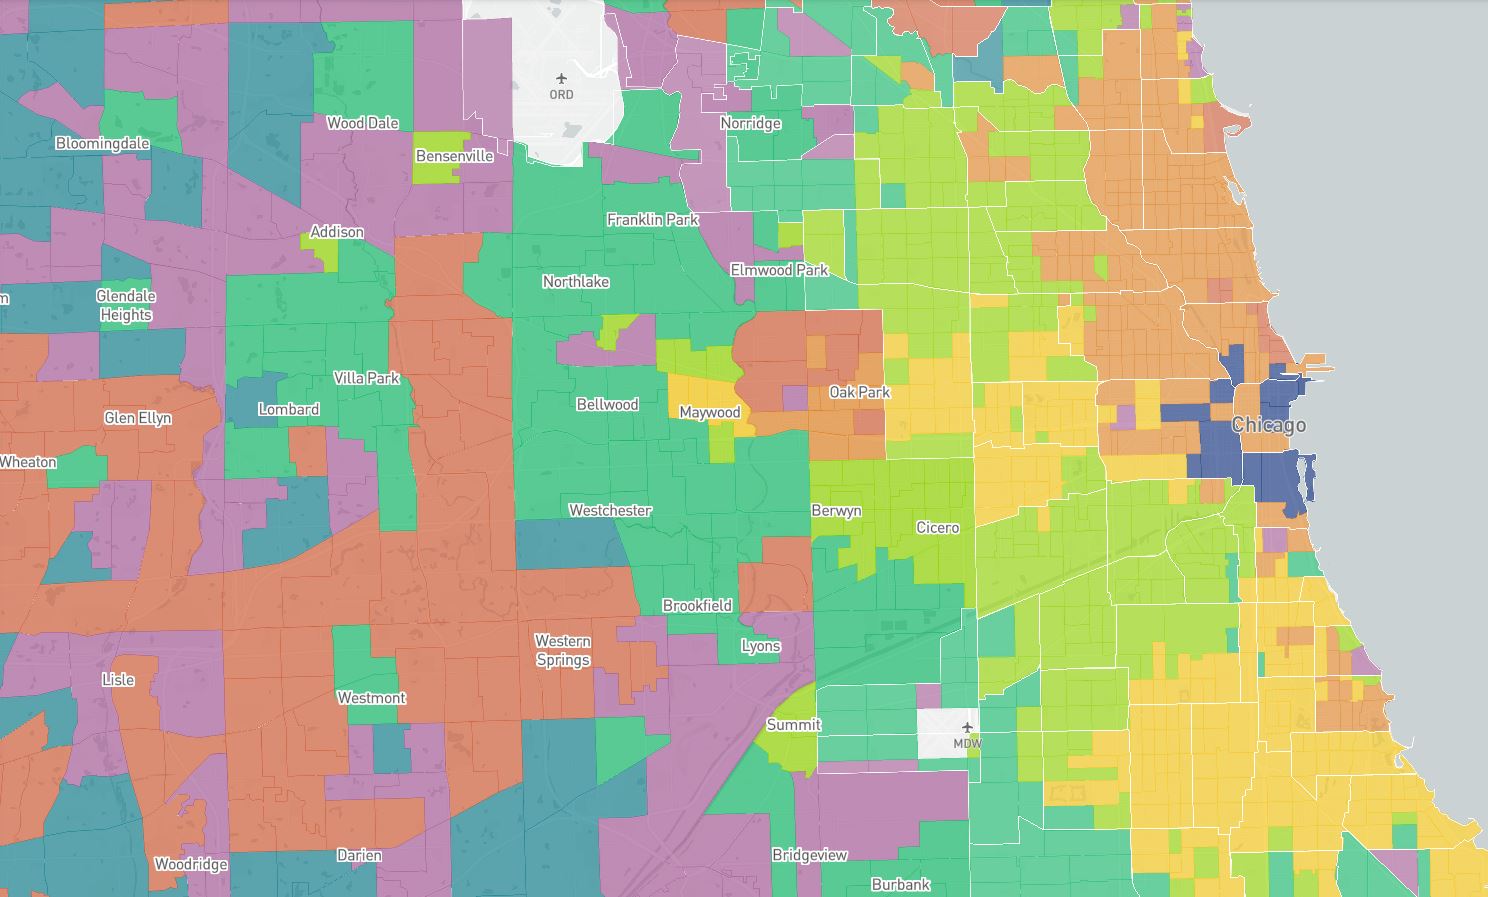 ORD
Norridge
Wood Dale
Bloomingdale
Bensenville
Franklin Park
Addison
Elmwood Park
Northlake
m
Glendale
Heights
Villa Park
Oak Park
Bellwood
Lombard
Maywood
Glen Ellyn
Chicago
Wheaton
Westchester
Berwyn
Cicero
Brookfield
Western
Springs
Lyons
Lisle
Westmont
Summit
MDW
Darien
Bridgeview
Woodridge
Burbank